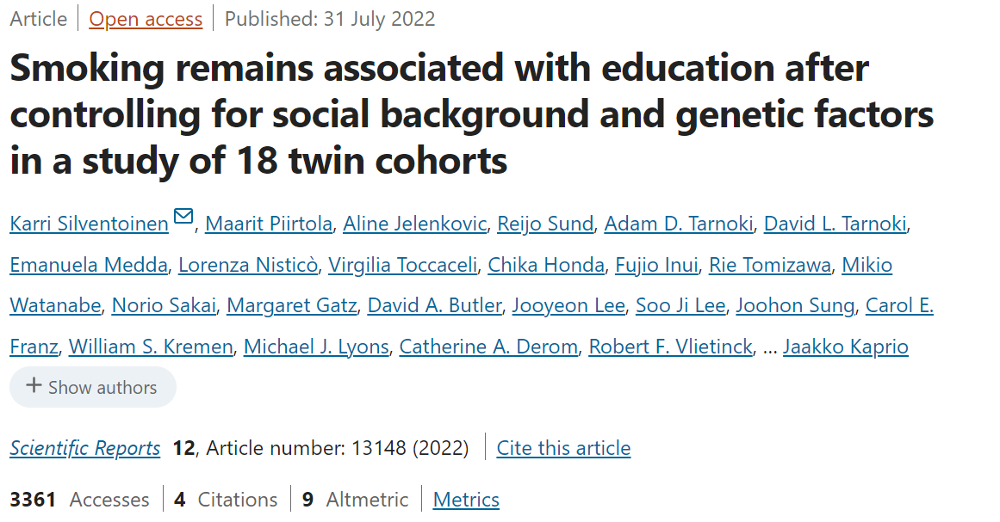 Article | Open access | Published: 31 July 2022
Smoking remains associated with education after
controlling for social background and genetic factors
in a study of 18 twin cohorts
Karri Silventoinen, Maarit Piirtola, Aline Jelenkovic, Reijo Sund, Adam D. Tarnoki, David L. Tarnoki,
Emanuela Medda, Lorenza Nisticò, Virgilia Toccaceli, Chika Honda, Fujio Inui, Rie Tomizawa, Mikio
Watanabe, Norio Sakai, Margaret Gatz, David A. Butler, Jooyeon Lee, Soo Ji Lee, Joohon Sung, Carol E.
Franz, William S. Kremen, Michael J. Lyons, Catherine A. Derom, Robert F. Vlietinck, … Jaakko Kaprio
+ Show authors
Scientific Reports 12, Article number: 13148 (2022) | Cite this article
3361 Accesses | 4 Citations | 9 Altmetric | Metrics